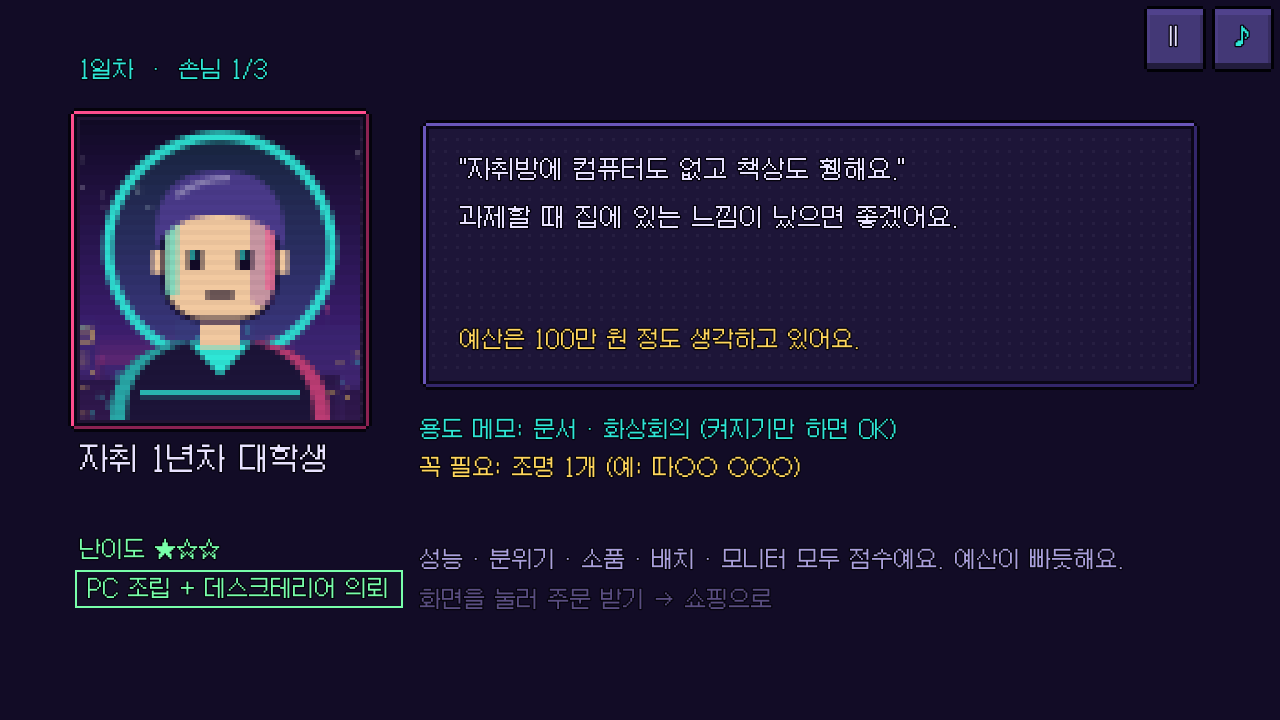 1일차 · 손님 1/3
"자취방에 컴퓨터도 없고 책상도 휑해요."
과제할 때 집에 있는 느낌이 났으면 좋겠어요.
예산은 100만 원 정도 생각하고 있어요.
자취 1년차 대학생
용도 메모: 문서 · 화상회의 (켜지기만 하면 OK)
꼭 필요: 조명 1개 (예: 따○○ ○○○)
난이도 ★☆☆
PC 조립 + 데스크테리어 의뢰
성능 · 분위기 · 소품 · 배치 · 모니터 모두 점수예요. 예산이 빠듯해요.
화면을 눌러 주문 받기 → 쇼핑으로